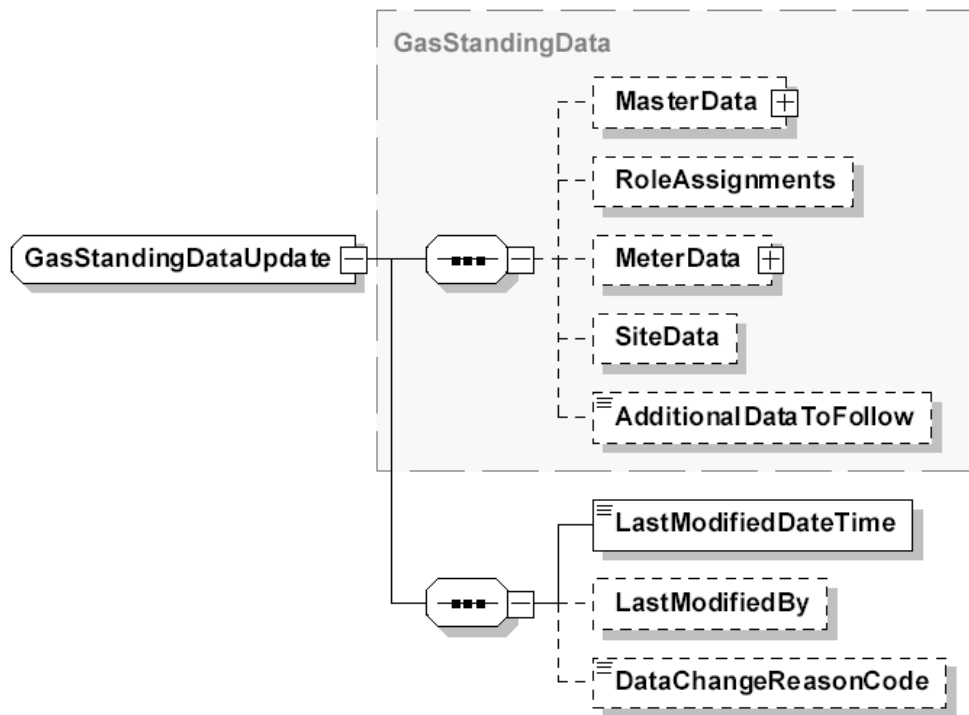 GasStandingData
MasterData
RoleAssignments
GasStandingDataUpdate
MeterData
SiteData
AdditionalDataToFollow
LastModifiedDateTime
LastModifiedBy
DataChangeReasonCode